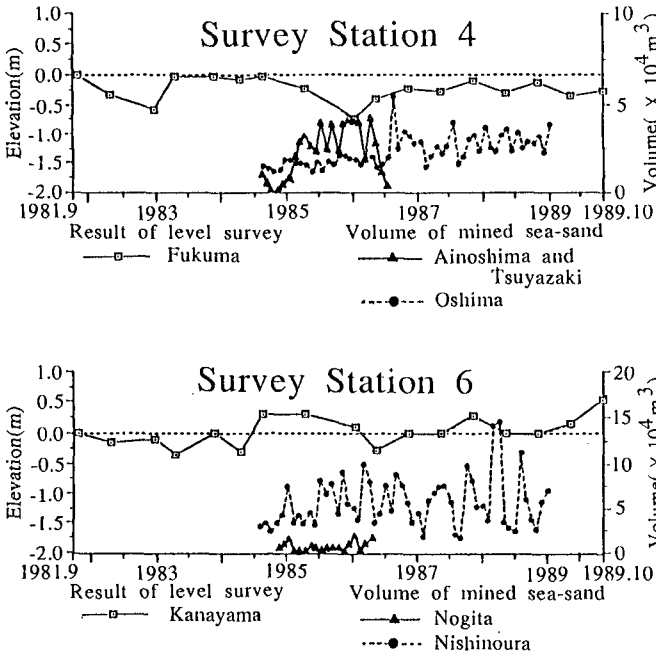 Survey Station 4
Elevation(m)
1.0
0.5
0.0
-0.5
-1.0
-1.5
-2.0
10
5
0
Volume( × 10⁴m³)
1981.9 1983 1985 1987 1989 1989.10
Result of level survey Volume of mined sea-sand
Fukuma Ainoshima and
Tsuyazaki
Oshima
Survey Station 6
Elevation(m)
1.0
0.5
0.0
-0.5
-1.0
-1.5
-2.0
20
15
10
5
0
Volume( × 10⁴m³)
1981.9 1983 1985 1987 1989 1989.10
Result of level survey Volume of mined sea-sand
Kanayama Nogita
Nishinoura